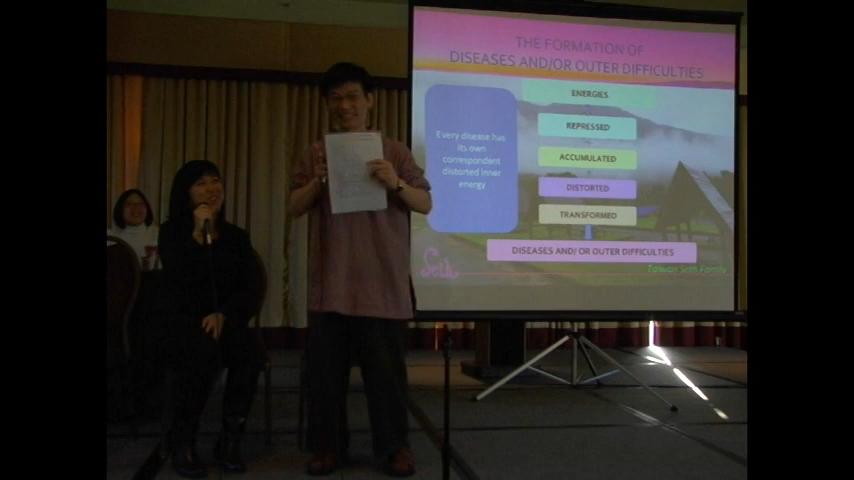 THE FORMATION OF
DISEASES AND/OR OUTER DIFFICULTIES
Every disease has
its own
correspondent
distorted inner
energy
ENERGIES
REPRESSED
ACCUMULATED
DISTORTED
TRANSFORMED
DISEASES AND/ OR OUTER DIFFICULTIES
Seth
Taiwan Seth Family